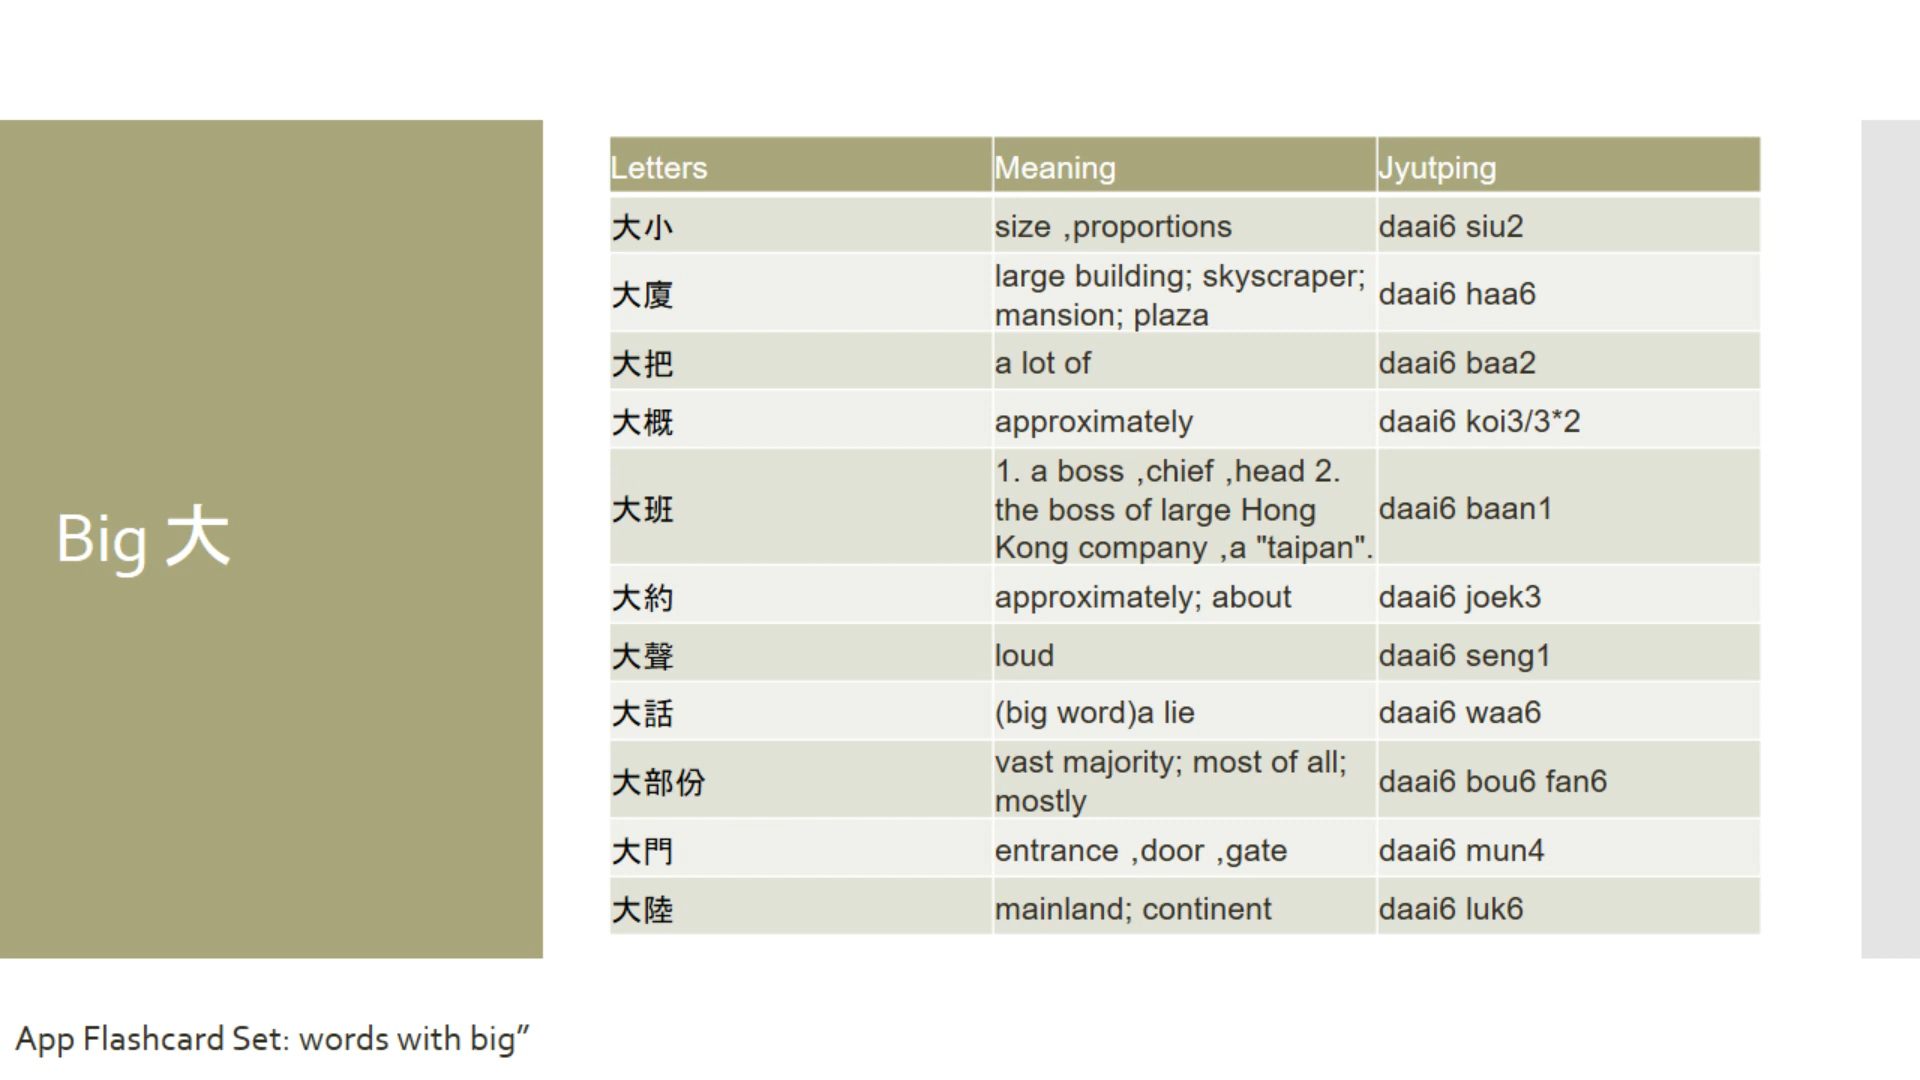 Big 大
Letters Meaning Jyutping
大小 size ,proportions daai6 siu2
大廈 large building; skyscraper;
mansion; plaza daai6 haa6
大把 a lot of daai6 baa2
大概 approximately daai6 koi3/3*2
大班 1. a boss ,chief ,head 2.
the boss of large Hong
Kong company ,a "taipan". daai6 baan1
大約 approximately; about daai6 joek3
大聲 loud daai6 seng1
大話 (big word)a lie daai6 waa6
大部份 vast majority; most of all;
mostly daai6 bou6 fan6
大門 entrance ,door ,gate daai6 mun4
大陸 mainland; continent daai6 luk6
App Flashcard Set: words with big”